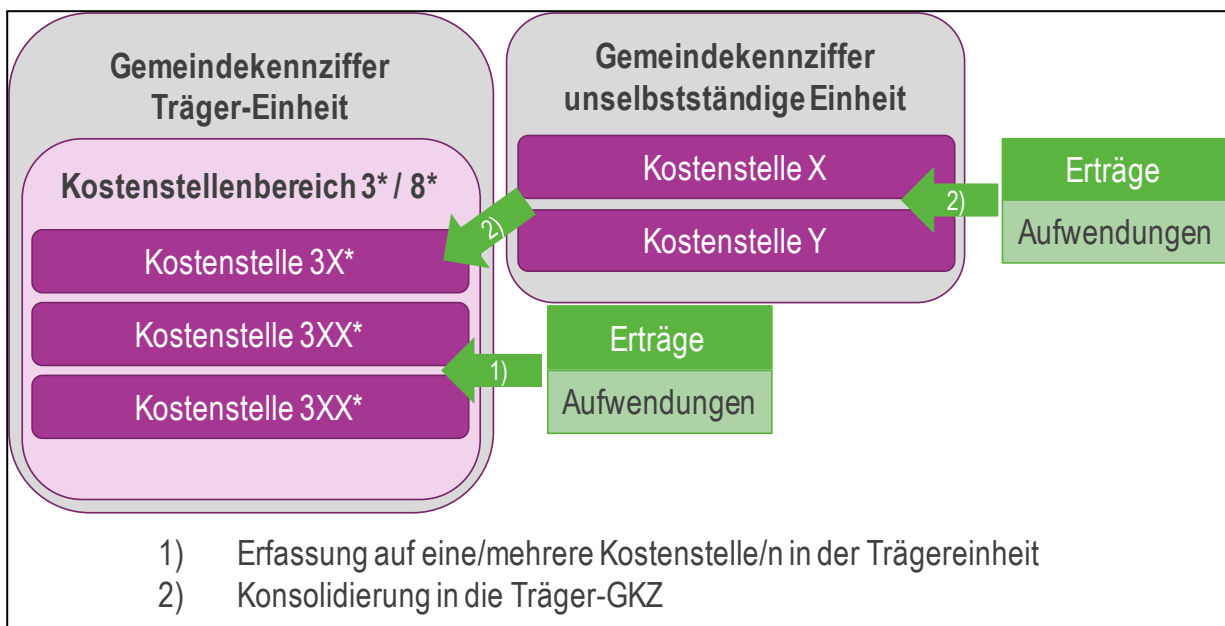 Gemeindekennziffer
Träger-Einheit
Kostenstellenbereich 3* / 8*
Kostenstelle 3X*
Kostenstelle 3XX*
Kostenstelle 3XX*
Gemeindekennziffer
unselbstständige Einheit
Kostenstelle X
Kostenstelle Y
2)
2)
Erträge
Aufwendungen
1)
Erträge
Aufwendungen
1) Erfassung auf eine/mehrere Kostenstelle/n in der Trägereinheit
2) Konsolidierung in die Träger-GKZ